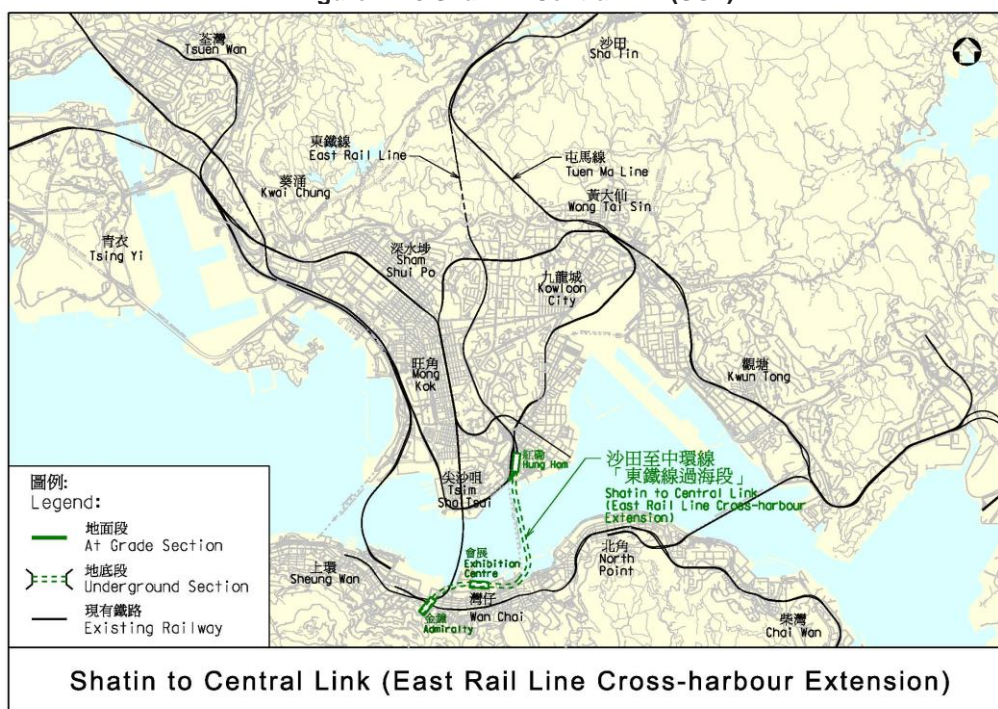 荃灣
Tsuen Wan
沙田
Sha Tin
東鐵線
East Rail Line
屯馬線
Tuen Ma Line
葵涌
Kwai Chung
黃大仙
Wong Tai Sin
青衣
Tsing Yi
深水埗
Sham
Shui Po
九龍城
Kowloon
City
旺角
Mong
Kok
觀塘
Kwun Tong
紅磡
Hung Hom
沙田至中環線
「東鐵線過海段」
Shatin to Central Link
(East Rail Line Cross-harbour
Extension)
尖沙咀
Tsim
Sha Tsui
圖例:
Legend:
地面段
At Grade Section
地底段
Underground Section
現有鐵路
Existing Railway
上環
Sheung Wan
會展
Exhibition
Centre
北角
North
Point
灣仔
Wan Chai
金鐘
Admiralty
柴灣
Chai Wan
Shatin to Central Link (East Rail Line Cross-harbour Extension)